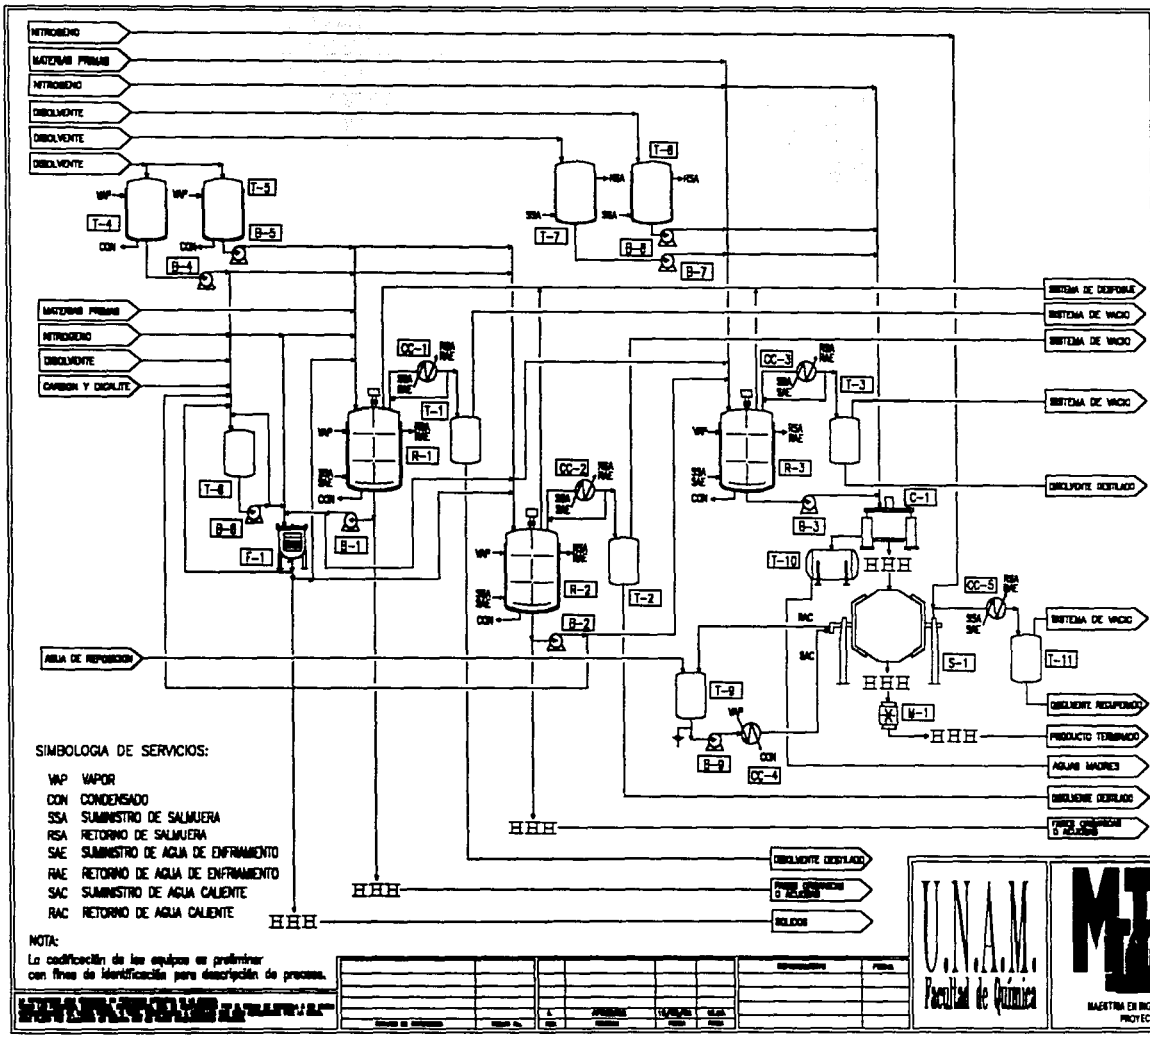 NITROGENO
MATERIAS PRIMAS
NITROGENO
DISOLVENTE
DISOLVENTE
DISOLVENTE
T-6
T-5
T-4
T-7
VAP
VAP
CON
CON
RSA
RSA
SSA
SSA
B-5
B-4
B-6
B-7
MATERIAS PRIMAS
NITROGENO
DISOLVENTE
CARBON Y DICALITE
SISTEMA DE DESFOGUE
SISTEMA DE VACIO
SISTEMA DE VACIO
SISTEMA DE VACIO
DISOLVENTE DESTILADO
CC-1
RSA
RAE
SSA
SAE
T-1
VAP
RSA
RAE
R-1
SSA
SAE
CON
CC-3
RSA
RAE
SSA
SAE
T-3
VAP
RSA
RAE
R-3
SSA
SAE
CON
B-3
C-1
T-8
B-8
F-1
B-1
CC-2
RSA
RAE
SSA
SAE
VAP
RSA
RAE
R-2
SSA
SAE
CON
B-2
T-2
T-10
CC-5
RSA
RAE
SSA
SAE
RAC
SAC
S-1
T-11
SISTEMA DE VACIO
AGUA DE REPOSICION
T-9
VAP
B-9
CON
CC-4
M-1
DISOLVENTE RECUPERADO
PRODUCTO TERMINADO
AGUAS MADRES
DISOLVENTE DESTILADO
FASES ORGANICAS
O ACUOSAS
DISOLVENTE DESTILADO
FASES ORGANICAS
O ACUOSAS
SOLIDOS
SIMBOLOGIA DE SERVICIOS:
VAP VAPOR
CON CONDENSADO
SSA SUMINISTRO DE SALMUERA
RSA RETORNO DE SALMUERA
SAE SUMINISTRO DE AGUA DE ENFRIAMIENTO
RAE RETORNO DE AGUA DE ENFRIAMIENTO
SAC SUMINISTRO DE AGUA CALIENTE
RAC RETORNO DE AGUA CALIENTE
NOTA:
La codificación de los equipos es preliminar
con fines de identificación para descripción de proceso.
U.N.A.M.
Facultad de Química
MAESTRIA EN
PROYEC